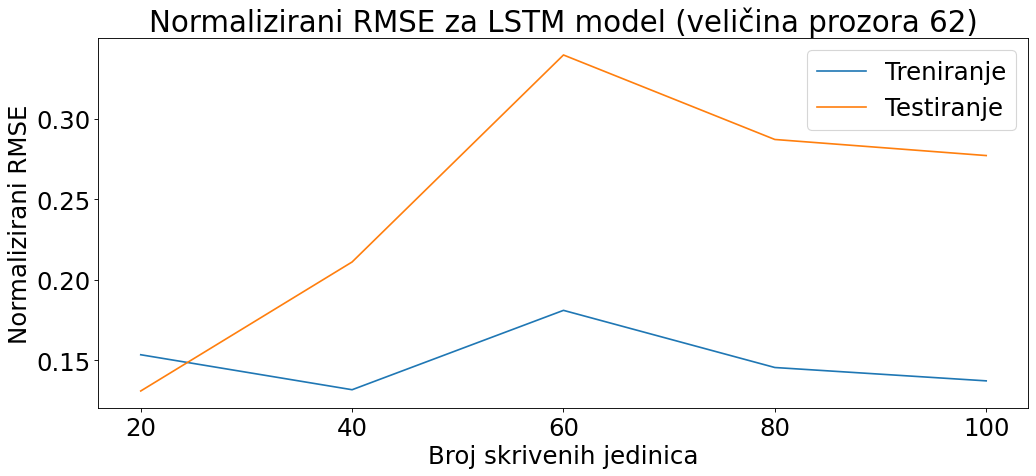 Normalizirani RMSE za LSTM model (veličina prozora 62)
Treniranje
Testiranje
Normalizirani RMSE
0.30
0.25
0.20
0.15
20 40 60 80 100
Broj skrivenih jedinica